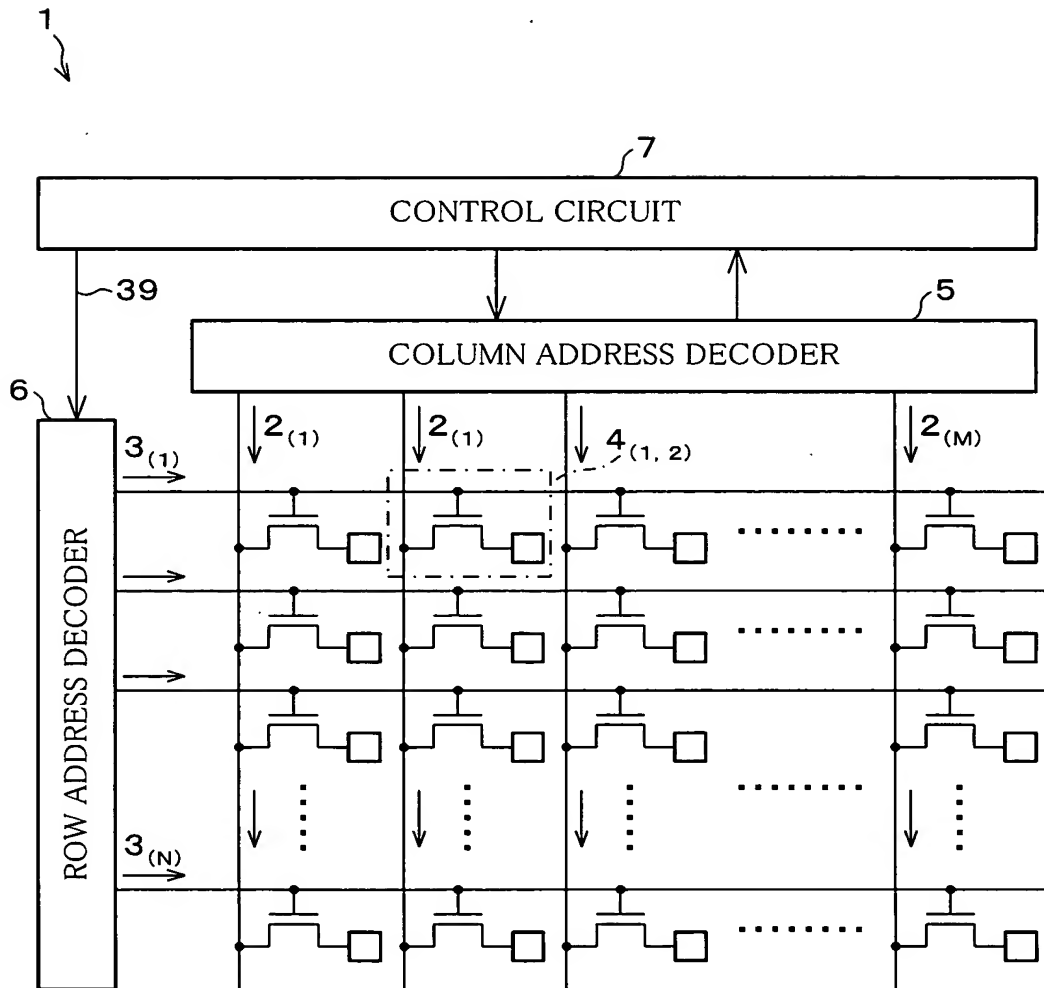 1
7
CONTROL CIRCUIT
39
5
COLUMN ADDRESS DECODER
6
2(1)
2(1)
4(1, 2)
2(M)
3(1)
ROW ADDRESS DECODER
3(N)